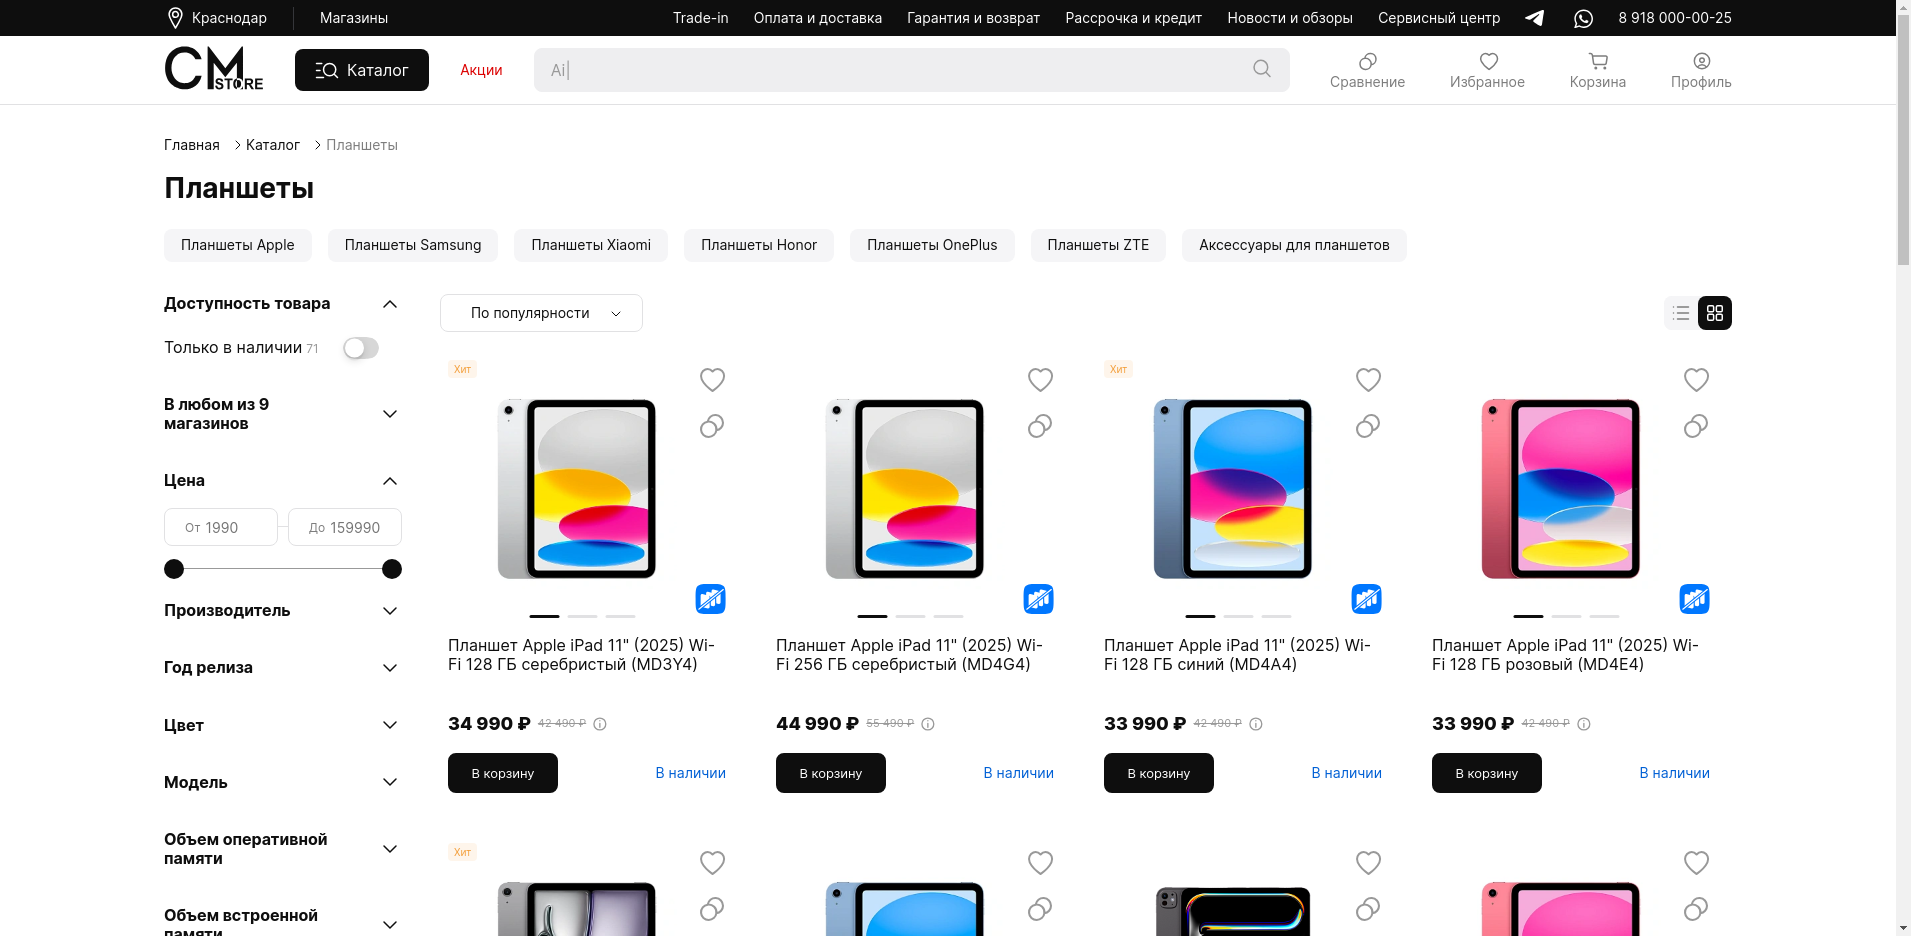 Краснодар
Магазины
Trade-in
Оплата и доставка
Гарантия и возврат
Рассрочка и кредит
Новости и обзоры
Сервисный центр
8 918 000-00-25
CM STORE
Каталог
Акции
Ai|
Сравнение
Избранное
Корзина
Профиль
Главная
Каталог
Планшеты
Планшеты
Планшеты Apple
Планшеты Samsung
Планшеты Xiaomi
Планшеты Honor
Планшеты OnePlus
Планшеты ZTE
Аксессуары для планшетов
Доступность товара
Только в наличии 71
В любом из 9
магазинов
Цена
От 1990
До 159990
Производитель
Год релиза
Цвет
Модель
Объем оперативной
памяти
Объем встроенной
памяти
По популярности
Хит
Планшет Apple iPad 11" (2025) Wi-
Fi 128 ГБ серебристый (MD3Y4)
34 990 ₽ 42 490 ₽
В корзину
В наличии
Планшет Apple iPad 11" (2025) Wi-
Fi 256 ГБ серебристый (MD4G4)
44 990 ₽ 55 490 ₽
В корзину
В наличии
Хит
Планшет Apple iPad 11" (2025) Wi-
Fi 128 ГБ синий (MD4A4)
33 990 ₽ 42 490 ₽
В корзину
В наличии
Планшет Apple iPad 11" (2025) Wi-
Fi 128 ГБ розовый (MD4E4)
33 990 ₽ 42 490 ₽
В корзину
В наличии
Хит